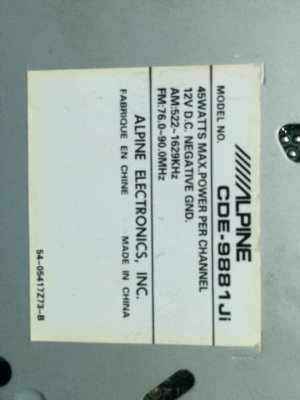 ALPINE
MODEL NO. CDE-9881Ji
45WATTS MAX.POWER PER CHANNEL
12V D.C. NEGATIVE GND.
AM:522-1629KHz
FM:76.0-90.0MHz
ALPINE ELECTRONICS, INC.
FABRIQUE EN CHINE MADE IN CHINA
54-05417Z73-B